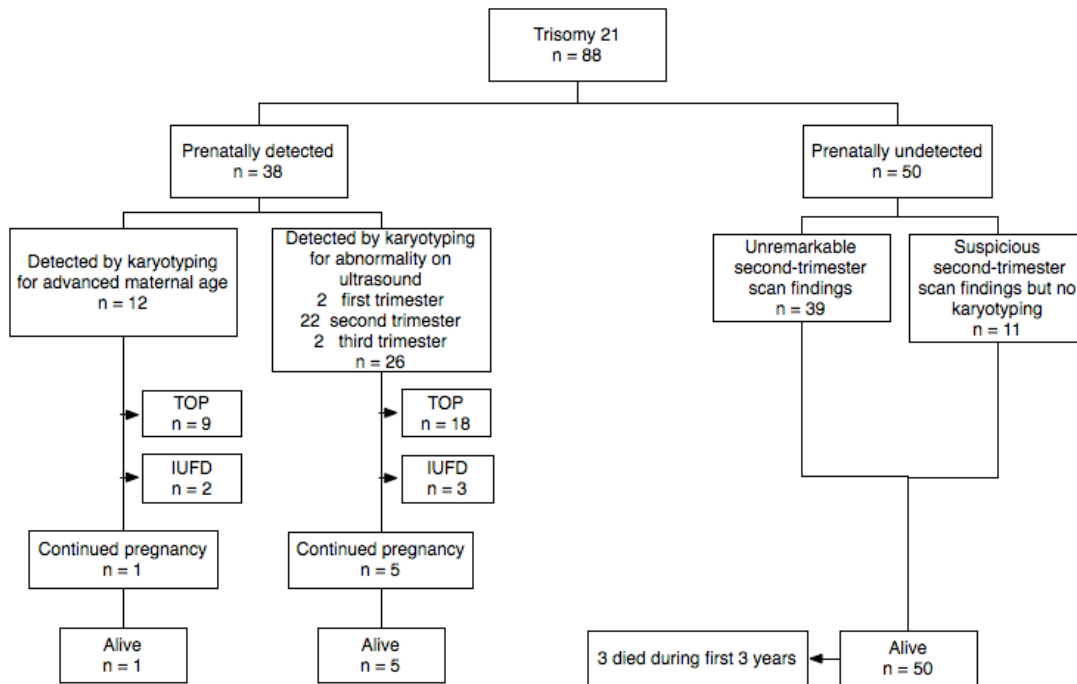 Trisomy 21
n = 88
Prenatally detected
n = 38
Prenatally undetected
n = 50
Detected by karyotyping
for advanced maternal age
n = 12
Detected by karyotyping
for abnormality on
ultrasound
2 first trimester
22 second trimester
2 third trimester
n = 26
Unremarkable
second-trimester
scan findings
n = 39
Suspicious
second-trimester
scan findings but no
karyotyping
n = 11
TOP
n = 9
TOP
n = 18
IUFD
n = 2
IUFD
n = 3
Continued pregnancy
n = 1
Continued pregnancy
n = 5
Alive
n = 1
Alive
n = 5
3 died during first 3 years
Alive
n = 50